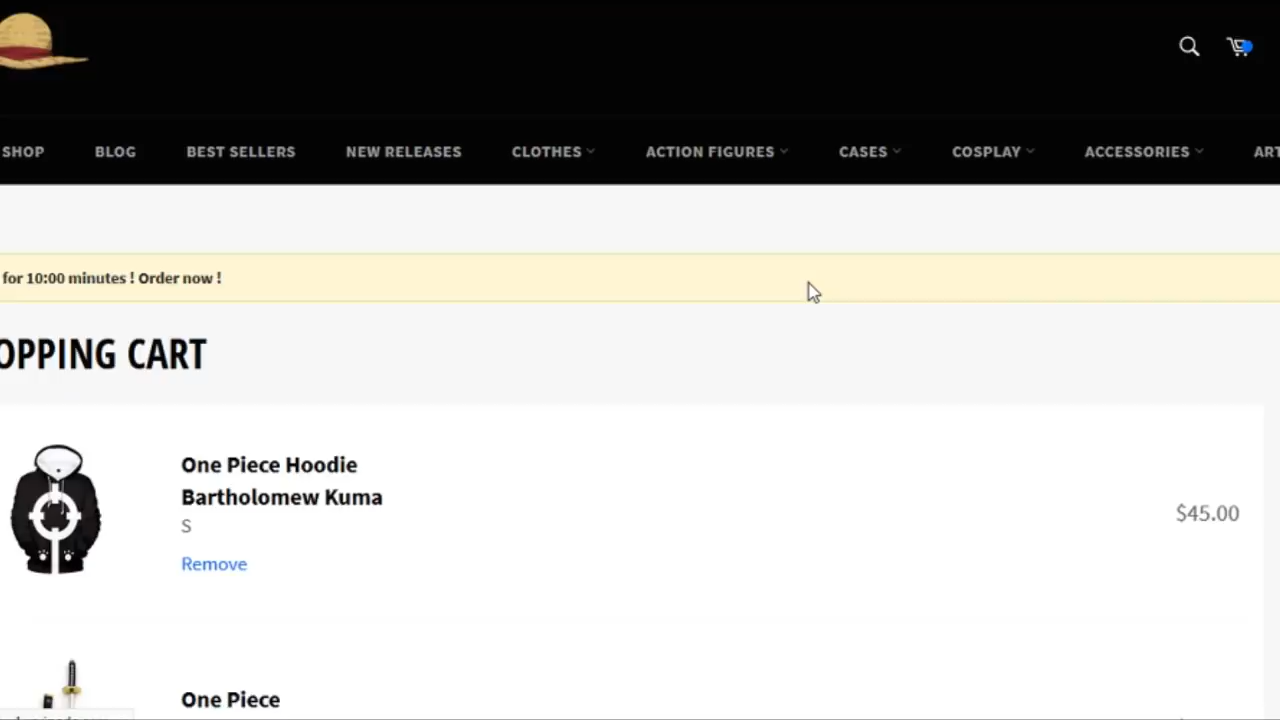 SHOP BLOG BEST SELLERS NEW RELEASES CLOTHES ACTION FIGURES CASES COSPLAY ACCESSORIES ART
for 10:00 minutes ! Order now !
OPPING CART
One Piece Hoodie
Bartholomew Kuma
S
$45.00
Remove
One Piece